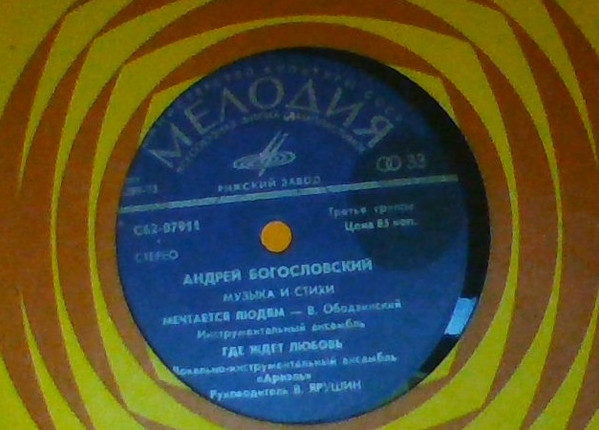 МЕЛОДИЯ
33
РИЖСКИЙ ЗАВОД
С62-07911
Третья группа
Цена 85 коп.
СТЕРЕО
АНДРЕЙ БОГОСЛОВСКИЙ
МУЗЫКА И СТИХИ
МЕЧТАЕТСЯ ЛЮДЯМ — В. Ободзинский
Инструментальный ансамбль
ГДЕ ЖДЕТ ЛЮБОВЬ
Вокально-инструментальный ансамбль
«Ариэль»
Руководитель В. ЯРУШИН